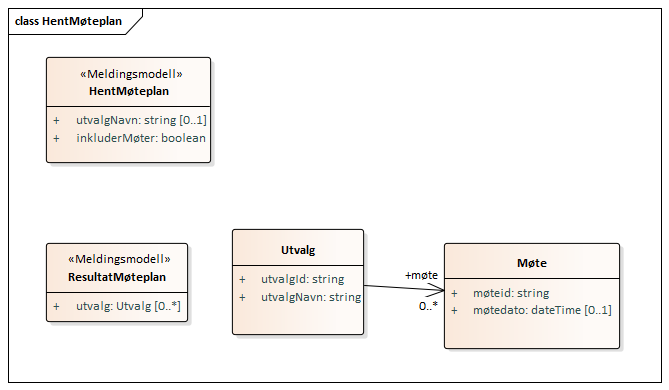 class HentMøteplan
«Meldingsmodell»
HentMøteplan
+ utvalgNavn: string [0..1]
+ inkluderMøter: boolean
«Meldingsmodell»
ResultatMøteplan
+ utvalg: Utvalg [0..*]
Utvalg
+ utvalgId: string
+ utvalgNavn: string
+møte
0..*
Møte
+ møteid: string
+ møtedato: dateTime [0..1]